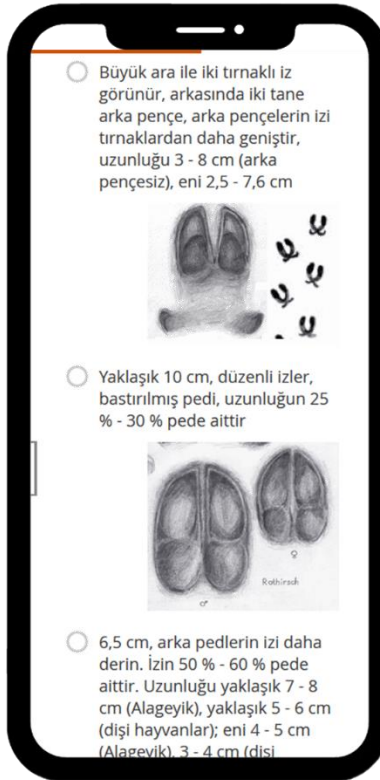 Büyük ara ile iki tırnaklı iz
görünür, arkasında iki tane
arka pençe, arka pençelerin izi
tırnaklardan daha geniştir,
uzunluğu 3 - 8 cm (arka
pençesiz), eni 2,5 - 7,6 cm
Yaklaşık 10 cm, düzenli izler,
bastırılmış pedi, uzunluğun 25
% - 30 % pede aittir
♀
Rothirsch
♂
6,5 cm, arka pedlerin izi daha
derin. İzin 50 % - 60 % pede
aittir. Uzunluğu yaklaşık 7 - 8
cm (Alageyik), yaklaşık 5 - 6 cm
(dişi hayvanlar); eni 4 - 5 cm
(Alageyik), 3 - 4 cm (dişi